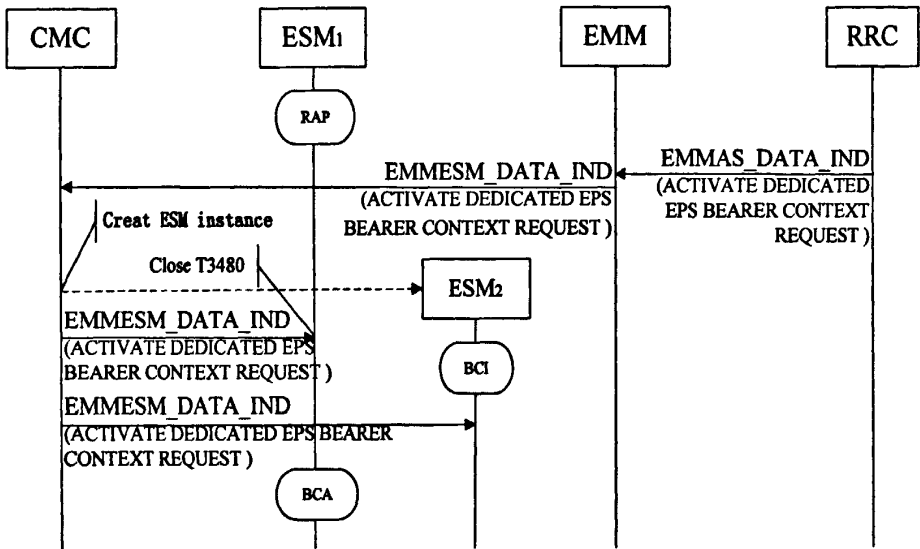 CMC
ESM1
EMM
RRC
RAP
EMMESM_DATA_IND
(ACTIVATE DEDICATED EPS
BEARER CONTEXT REQUEST )
EMMAS_DATA_IND
(ACTIVATE DEDICATED
EPS BEARER CONTEXT
REQUEST )
Creat ESM instance
Close T3480
ESM2
EMMESM_DATA_IND
(ACTIVATE DEDICATED EPS
BEARER CONTEXT REQUEST )
BCI
EMMESM_DATA_IND
(ACTIVATE DEDICATED EPS BEARER
CONTEXT REQUEST )
BCA